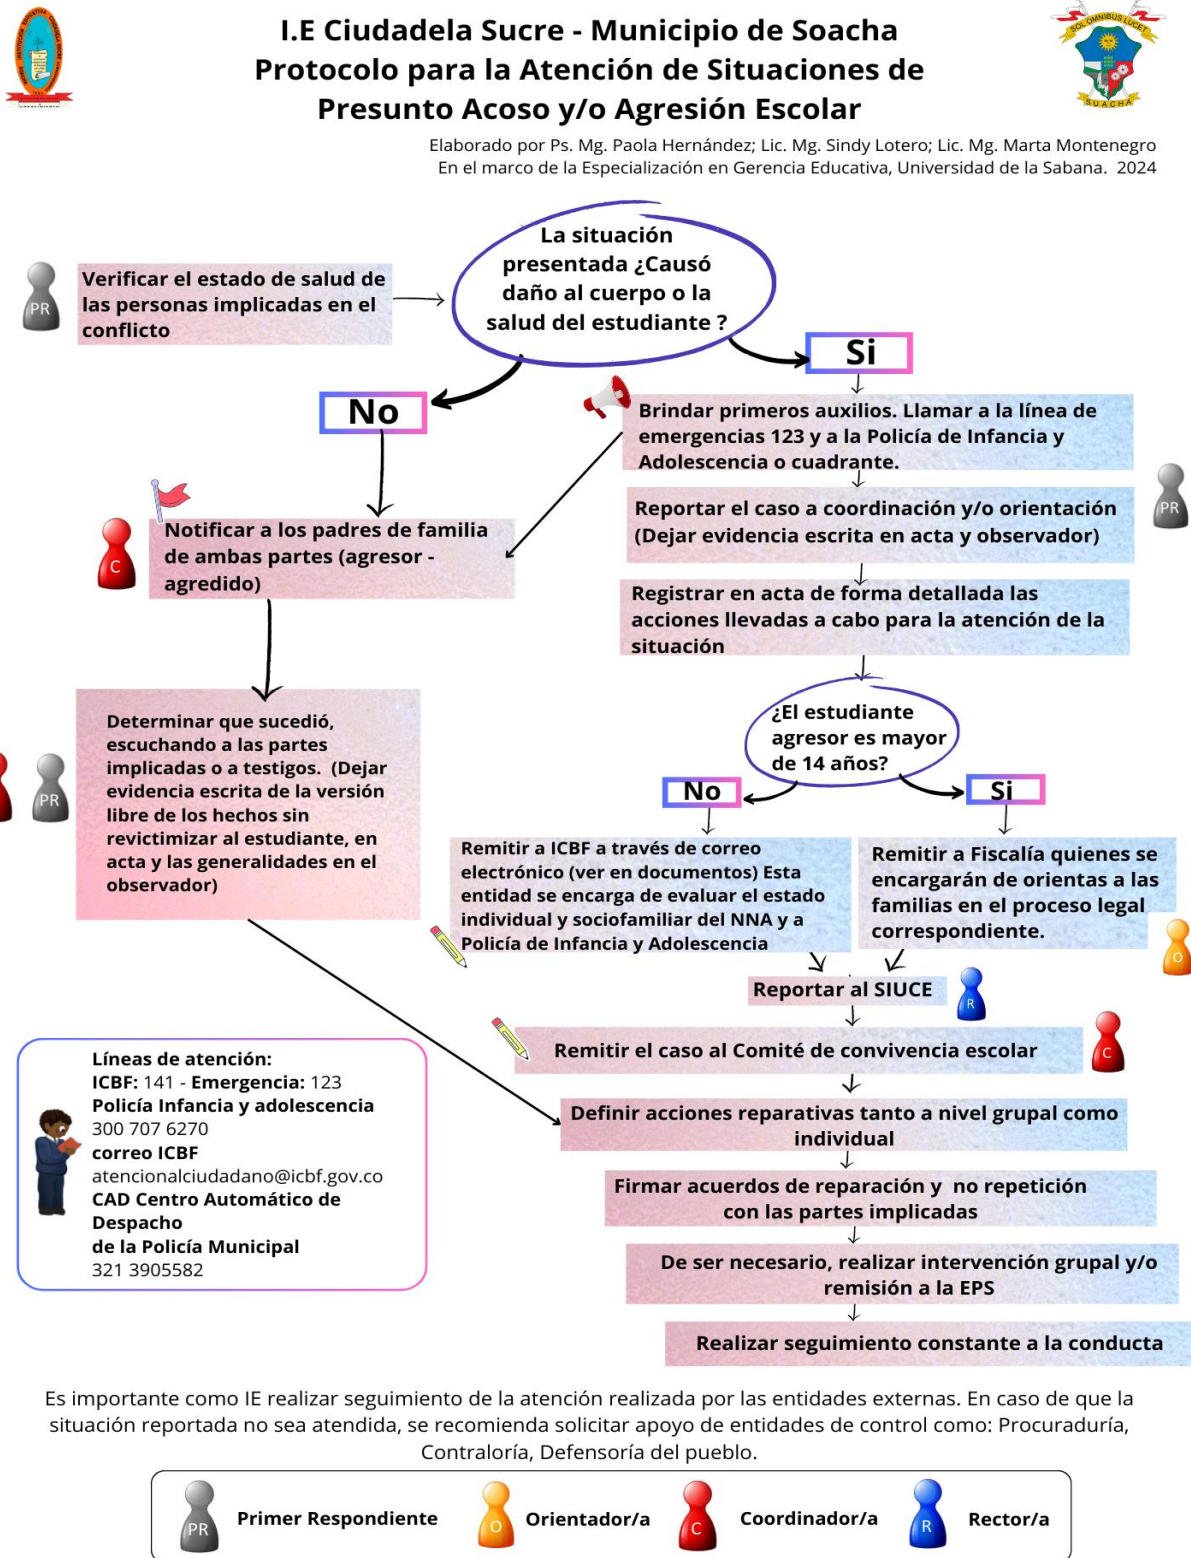 I.E Ciudadela Sucre - Municipio de Soacha
Protocolo para la Atención de Situaciones de
Presunto Acoso y/o Agresión Escolar
SOL OMNIBUS LUCET
SUACHA
Elaborado por Ps. Mg. Paola Hernández; Lic. Mg. Sindy Lotero; Lic. Mg. Marta Montenegro
En el marco de la Especialización en Gerencia Educativa, Universidad de la Sabana.  2024
PR
Verificar el estado de salud de
las personas implicadas en el
conflicto
La situación
presentada ¿Causó
daño al cuerpo o la
salud del estudiante ?
Si
No
Brindar primeros auxilios. Llamar a la línea de
emergencias 123 y a la Policía de Infancia y
Adolescencia o cuadrante.
PR
Reportar el caso a coordinación y/o orientación
(Dejar evidencia escrita en acta y observador)
C
Notificar a los padres de familia
de ambas partes (agresor -
agredido)
Registrar en acta de forma detallada las
acciones llevadas a cabo para la atención de la
situación
¿El estudiante
agresor es mayor
de 14 años?
No
Si
PR
Determinar que sucedió,
escuchando a las partes
implicadas o a testigos.  (Dejar
evidencia escrita de la versión
libre de los hechos sin
revictimizar al estudiante, en
acta y las generalidades en el
observador)
Remitir a ICBF a través de correo
electrónico (ver en documentos) Esta
entidad se encarga de evaluar el estado
individual y sociofamiliar del NNA y a
Policía de Infancia y Adolescencia
Remitir a Fiscalía quienes se
encargarán de orientas a las
familias en el proceso legal
correspondiente.
O
Reportar al SIUCE
R
Remitir el caso al Comité de convivencia escolar
C
Definir acciones reparativas tanto a nivel grupal como
individual
Firmar acuerdos de reparación y  no repetición
con las partes implicadas
De ser necesario, realizar intervención grupal y/o
remisión a la EPS
Realizar seguimiento constante a la conducta
Líneas de atención:
ICBF: 141 - Emergencia: 123
Policía Infancia y adolescencia
300 707 6270
correo ICBF
atencionalciudadano@icbf.gov.co
CAD Centro Automático de
Despacho
de la Policía Municipal
321 3905582
Es importante como IE realizar seguimiento de la atención realizada por las entidades externas. En caso de que la
situación reportada no sea atendida, se recomienda solicitar apoyo de entidades de control como: Procuraduría,
Contraloría, Defensoría del pueblo.
PR Primer Respondiente O Orientador/a C Coordinador/a R Rector/a